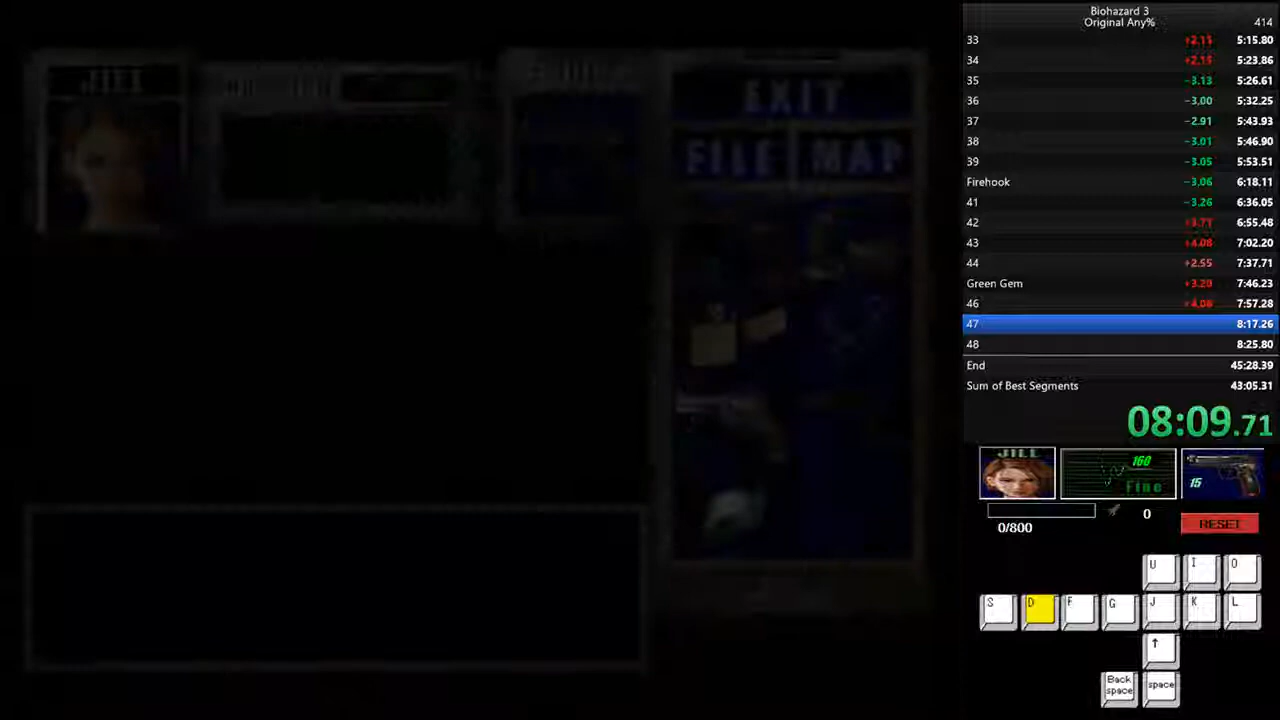 Biohazard 3
Original Any% 414
33 +2.15 5:15.80
34 +2.15 5:23.86
35 -3.13 5:26.61
36 -3.00 5:32.25
37 -2.91 5:43.93
38 -3.01 5:46.90
39 -3.05 5:53.51
Firehook -3.06 6:18.11
41 -3.26 6:36.05
42 +3.71 6:55.48
43 +4.08 7:02.20
44 +2.55 7:37.71
Green Gem +3.20 7:46.23
46 +4.06 7:57.28
47 8:17.26
48 8:25.80
End 45:28.39
Sum of Best Segments 43:05.31
08:09.71
JILL
EXIT
FILE MAP
JILL
160
Fine
15
0
0/800
RESET
U I O
S D F G J K L
↑
Back space
space